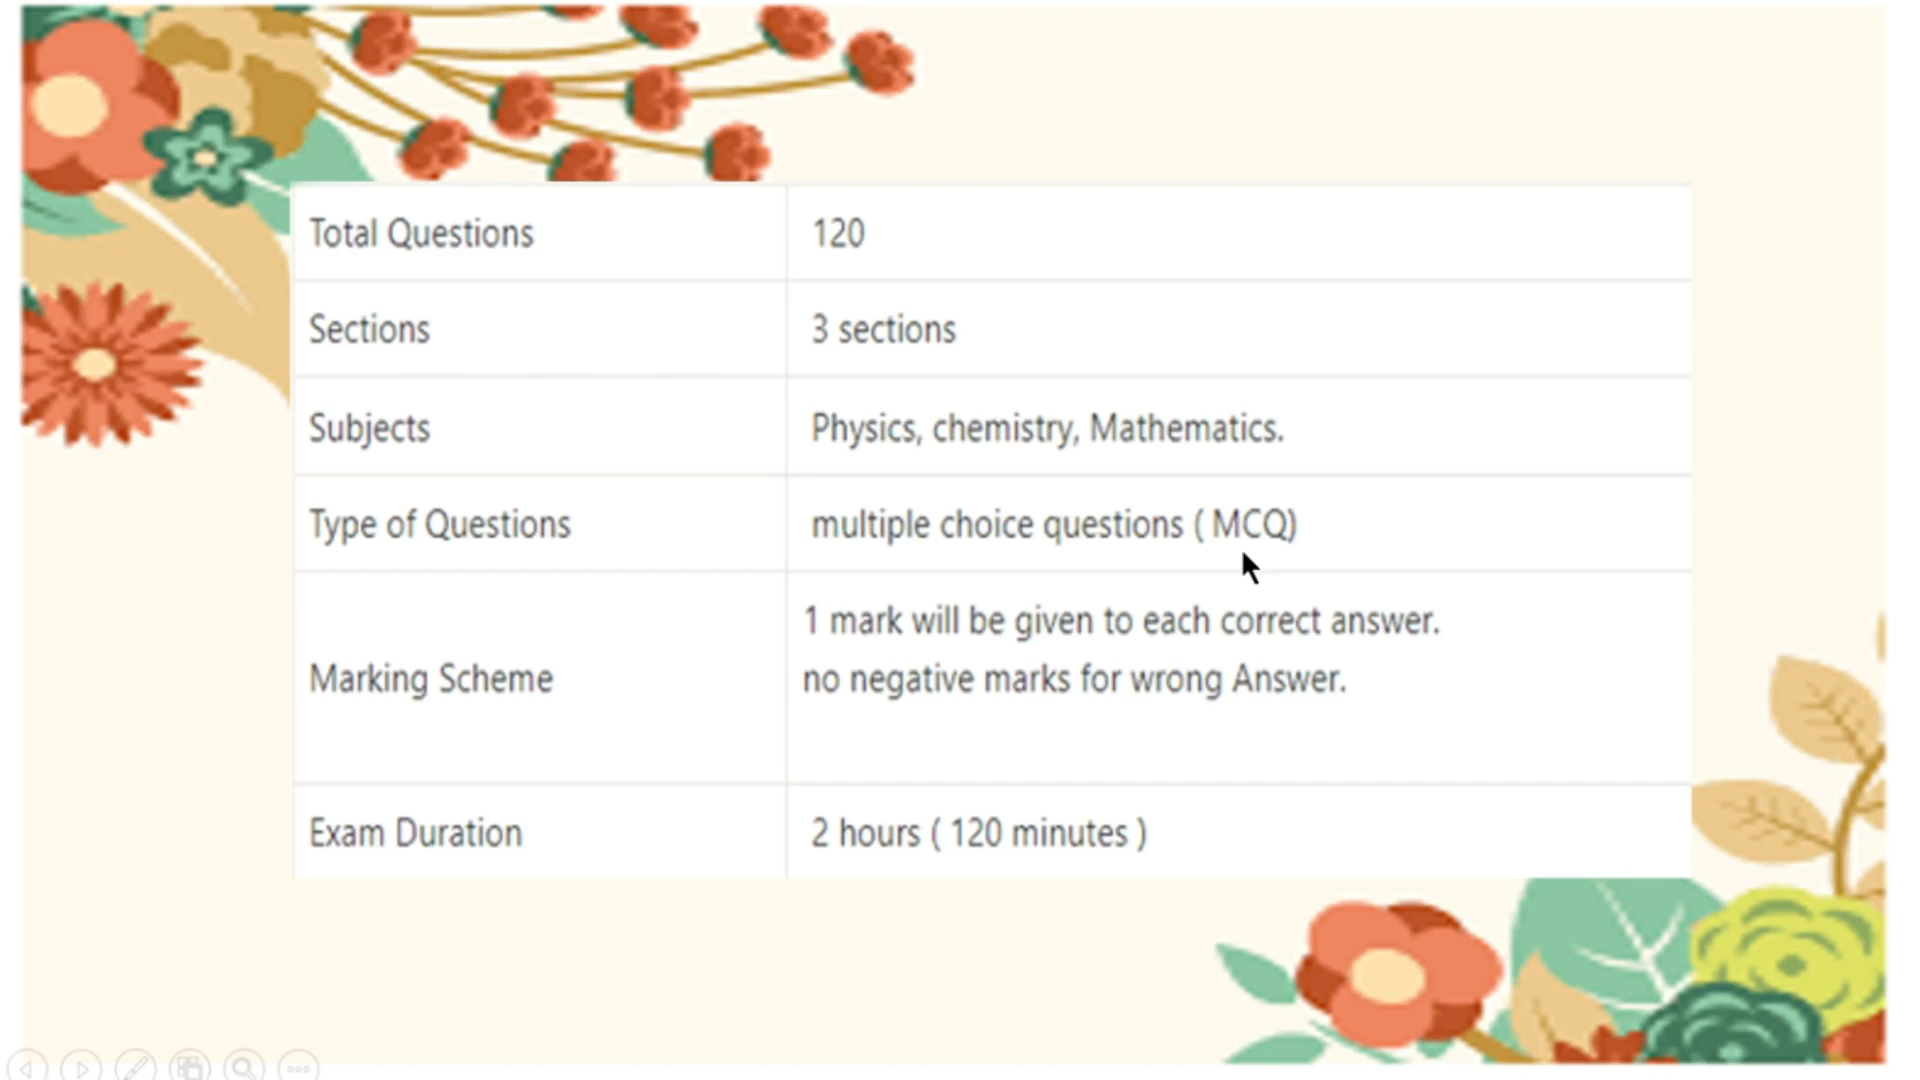 Total Questions 120
Sections 3 sections
Subjects Physics, chemistry, Mathematics.
Type of Questions multiple choice questions ( MCQ)
1 mark will be given to each correct answer.
Marking Scheme no negative marks for wrong Answer.
Exam Duration 2 hours ( 120 minutes )